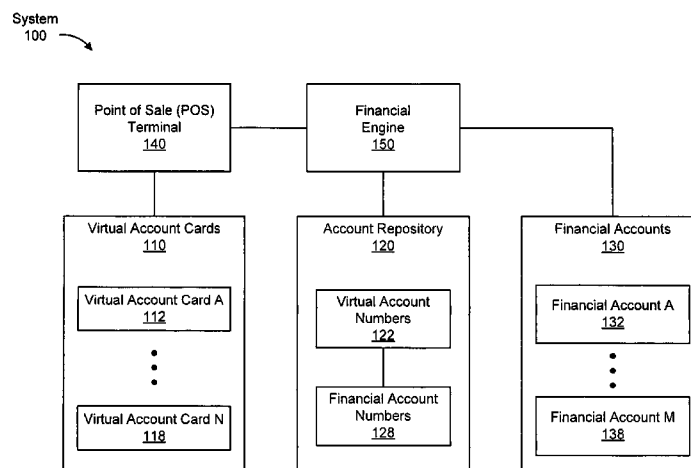 System
100
Point of Sale (POS)
Terminal
140
Financial
Engine
150
Virtual Account Cards
110
Virtual Account Card A
112
Virtual Account Card N
118
Account Repository
120
Virtual Account
Numbers
122
Financial Account
Numbers
128
Financial Accounts
130
Financial Account A
132
Financial Account M
138